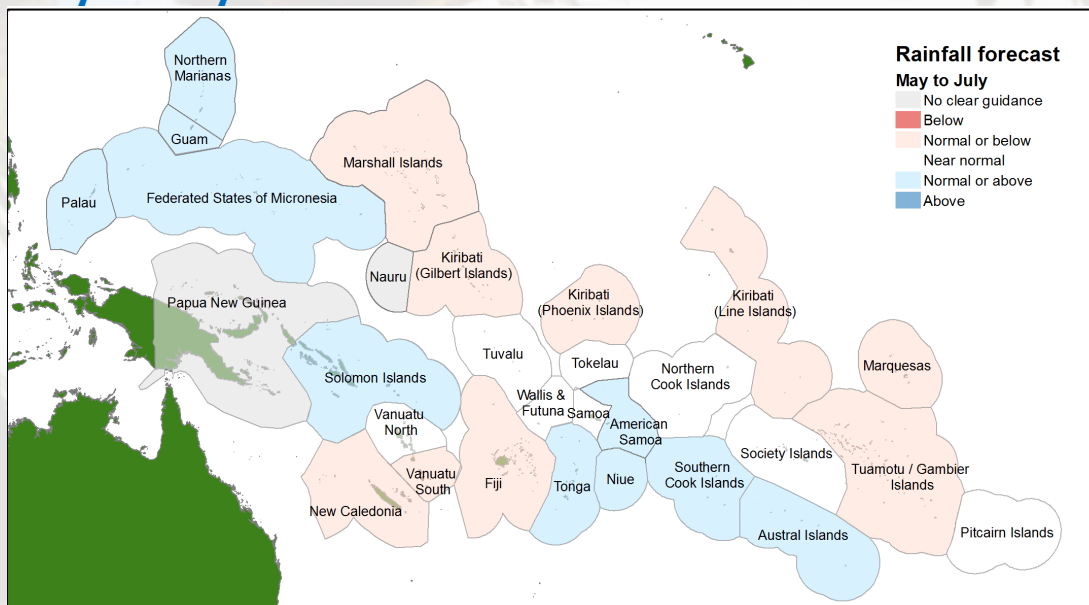 Northern
Marianas
Guam
Palau
Federated States of Micronesia
Marshall Islands
Nauru
Kiribati
(Gilbert Islands)
Papua New Guinea
Kiribati
(Phoenix Islands)
Kiribati
(Line Islands)
Tuvalu
Tokelau
Northern
Cook Islands
Marquesas
Solomon Islands
Wallis &
Futuna
Samoa
American
Samoa
Vanuatu
North
Vanuatu
South
Fiji
Tonga
Niue
Southern
Cook Islands
Society Islands
Tuamotu / Gambier
Islands
New Caledonia
Austral Islands
Pitcairn Islands
Rainfall forecast
May to July
No clear guidance
Below
Normal or below
Near normal
Normal or above
Above